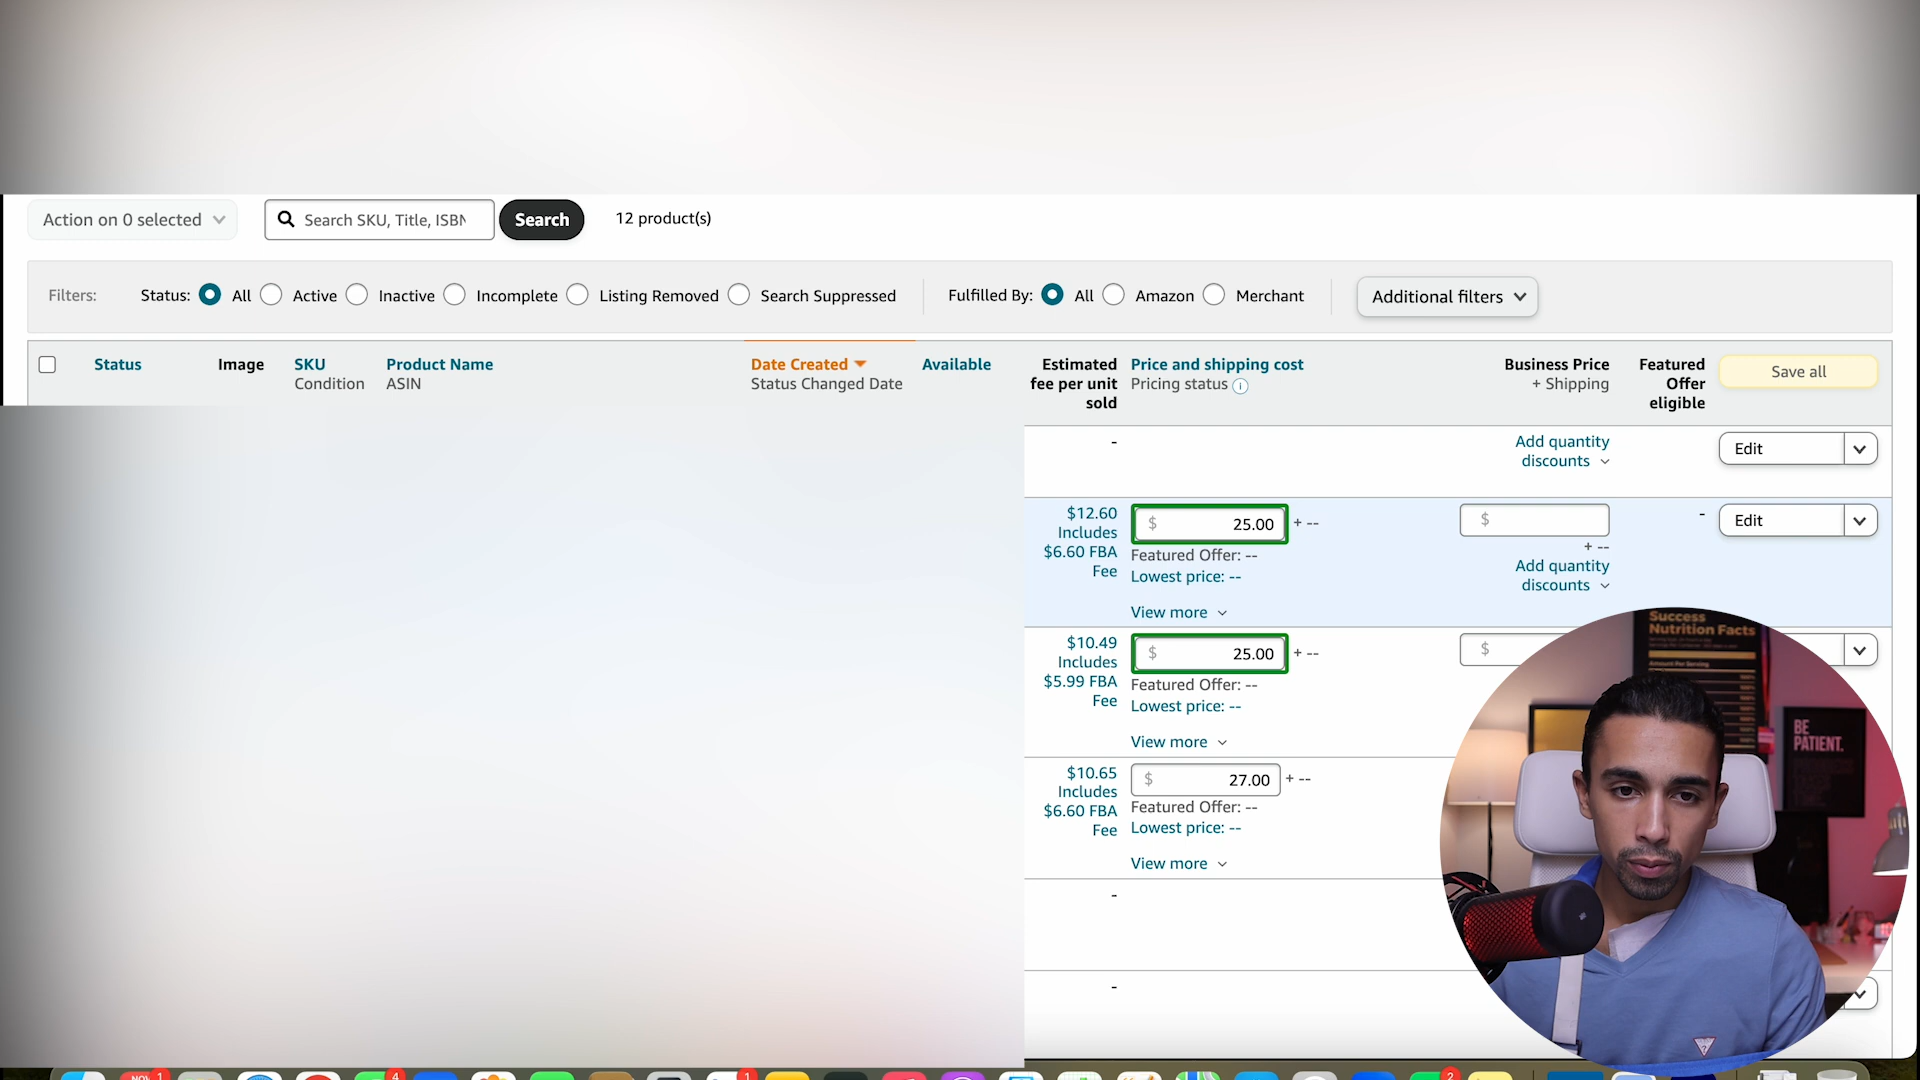 Action on 0 selected
Search SKU, Title, ISBN
Search
12 product(s)
Filters:
Status:
All
Active
Inactive
Incomplete
Listing Removed
Search Suppressed
Fulfilled By:
All
Amazon
Merchant
Additional filters
Status
Image
SKU
Condition
Product Name
ASIN
Date Created
Status Changed Date
Available
Estimated
fee per unit
sold
Price and shipping cost
Pricing status
Business Price
+ Shipping
Featured
Offer
eligible
Save all
-
Add quantity
discounts
Edit
$12.60
Includes
$6.60 FBA
Fee
$ 25.00 + --
Featured Offer: --
Lowest price: --
View more
$
+ --
Add quantity
discounts
-
Edit
$10.49
Includes
$5.99 FBA
Fee
$ 25.00 + --
Featured Offer: --
Lowest price: --
View more
$
$10.65
Includes
$6.60 FBA
Fee
$ 27.00 + --
Featured Offer: --
Lowest price: --
View more
-
-
Success
Nutrition Facts
BE
PATIENT.
NOV 1
4
1
2